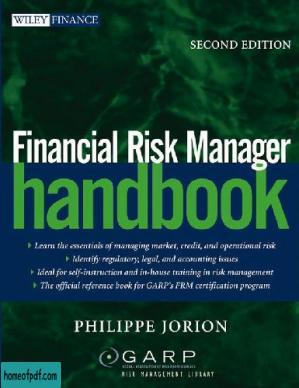 WILEY FINANCE
SECOND EDITION
Financial Risk Manager
handbook
Learn the essentials of managing market, credit, and operational risk
Identify regulatory, legal, and accounting issues
Ideal for self-instruction and in-house training in risk management
The official reference book for GARP's FRM certification program
PHILIPPE JORION
GARP
RISK MANAGEMENT LIBRARY
homeofpdf.com